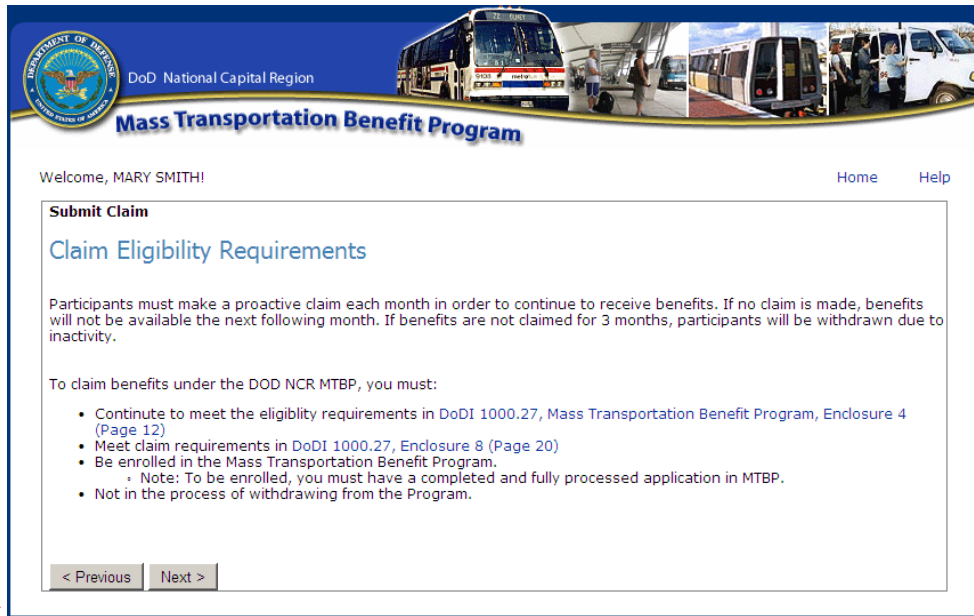 DoD National Capital Region
Mass Transportation Benefit Program
Welcome, MARY SMITH!
Home Help
Submit Claim
Claim Eligibility Requirements
Participants must make a proactive claim each month in order to continue to receive benefits. If no claim is made, benefits
will not be available the next following month. If benefits are not claimed for 3 months, participants will be withdrawn due to
inactivity.
To claim benefits under the DOD NCR MTBP, you must:
• Continute to meet the eligiblity requirements in DoDI 1000.27, Mass Transportation Benefit Program, Enclosure 4
(Page 12)
• Meet claim requirements in DoDI 1000.27, Enclosure 8 (Page 20)
• Be enrolled in the Mass Transportation Benefit Program.
◦ Note: To be enrolled, you must have a completed and fully processed application in MTBP.
• Not in the process of withdrawing from the Program.
< Previous Next >